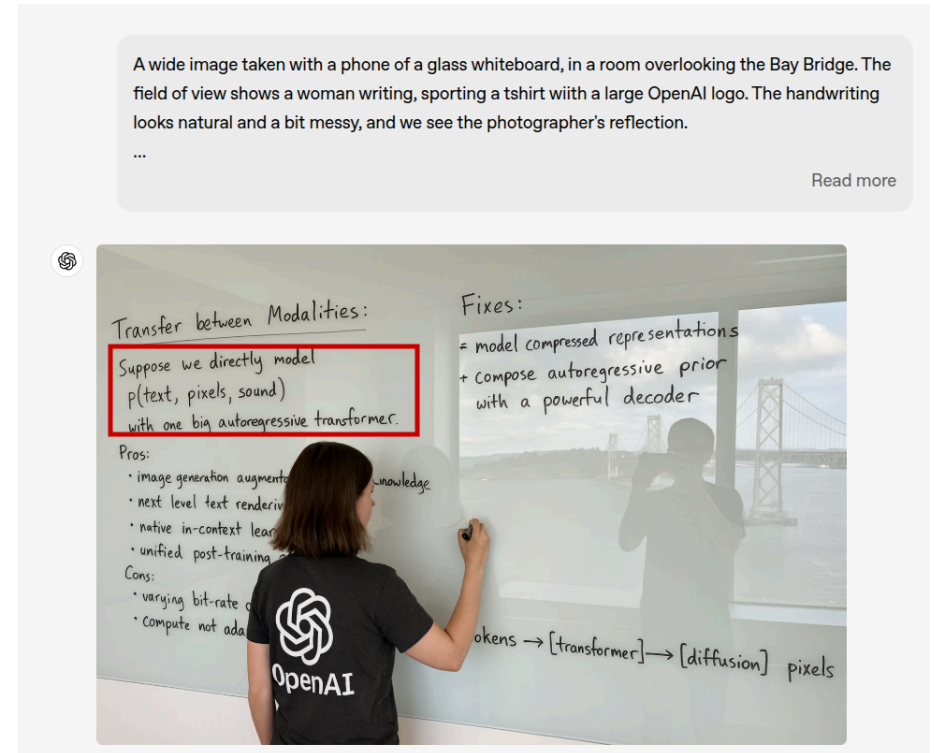 A wide image taken with a phone of a glass whiteboard, in a room overlooking the Bay Bridge. The
field of view shows a woman writing, sporting a tshirt wiith a large OpenAI logo. The handwriting
looks natural and a bit messy, and we see the photographer's reflection.
...
Read more
Transfer between Modalities:
Suppose we directly model
p(text, pixels, sound)
with one big autoregressive transformer.
Pros:
• image generation augmente nowledge
• next level text renderin
• native in-context lear
• unified post-training
Cons:
• varying bit-rate
• compute not ada
OpenAI
Fixes:
= model compressed representations
+ compose autoregressive prior
with a powerful decoder
okens → [transformer] → [diffusion] pixels